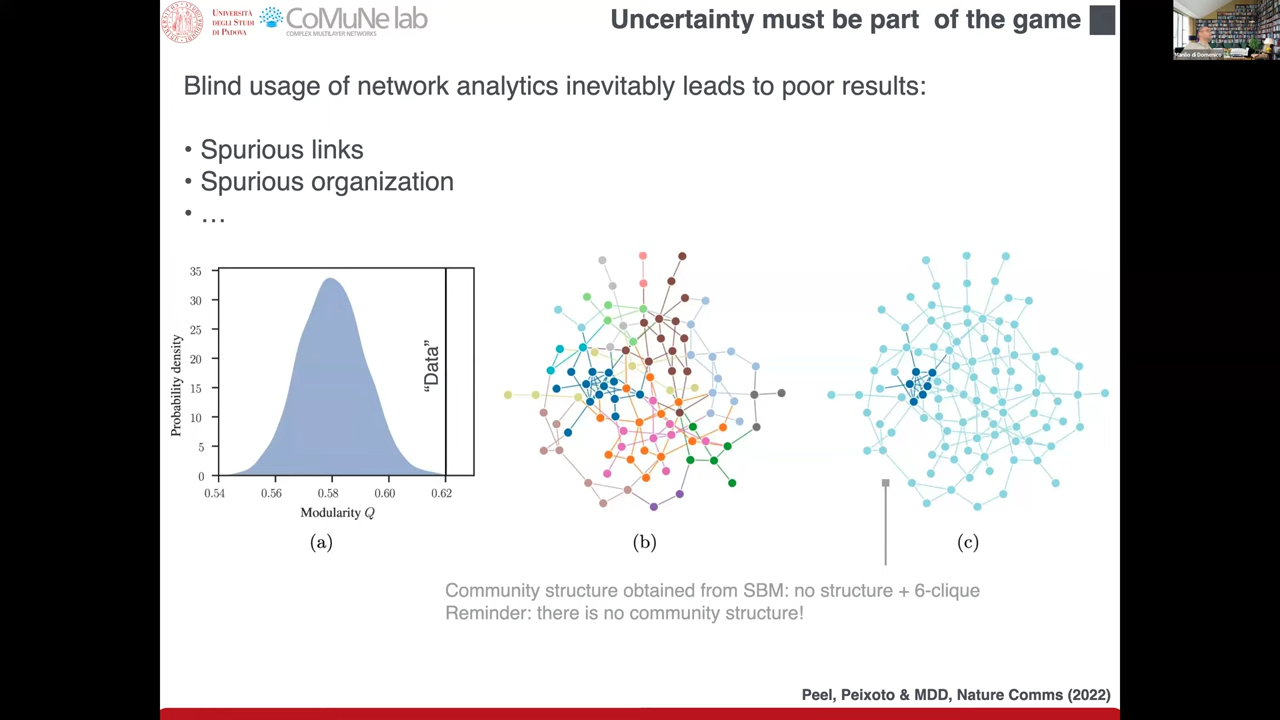 UNIVERSITÀ
DEGLI STUDI
DI PADOVA
CoMuNe lab
COMPLEX MULTILAYER NETWORKS
Uncertainty must be part of the game
Marco di Domenico
Blind usage of network analytics inevitably leads to poor results:
• Spurious links
• Spurious organization
• …
Probability density
35
30
25
20
15
10
5
0
"Data"
0.54 0.56 0.58 0.60 0.62
Modularity Q
(a) (b) (c)
Community structure obtained from SBM: no structure + 6-clique
Reminder: there is no community structure!
Peel, Peixoto & MDD, Nature Comms (2022)